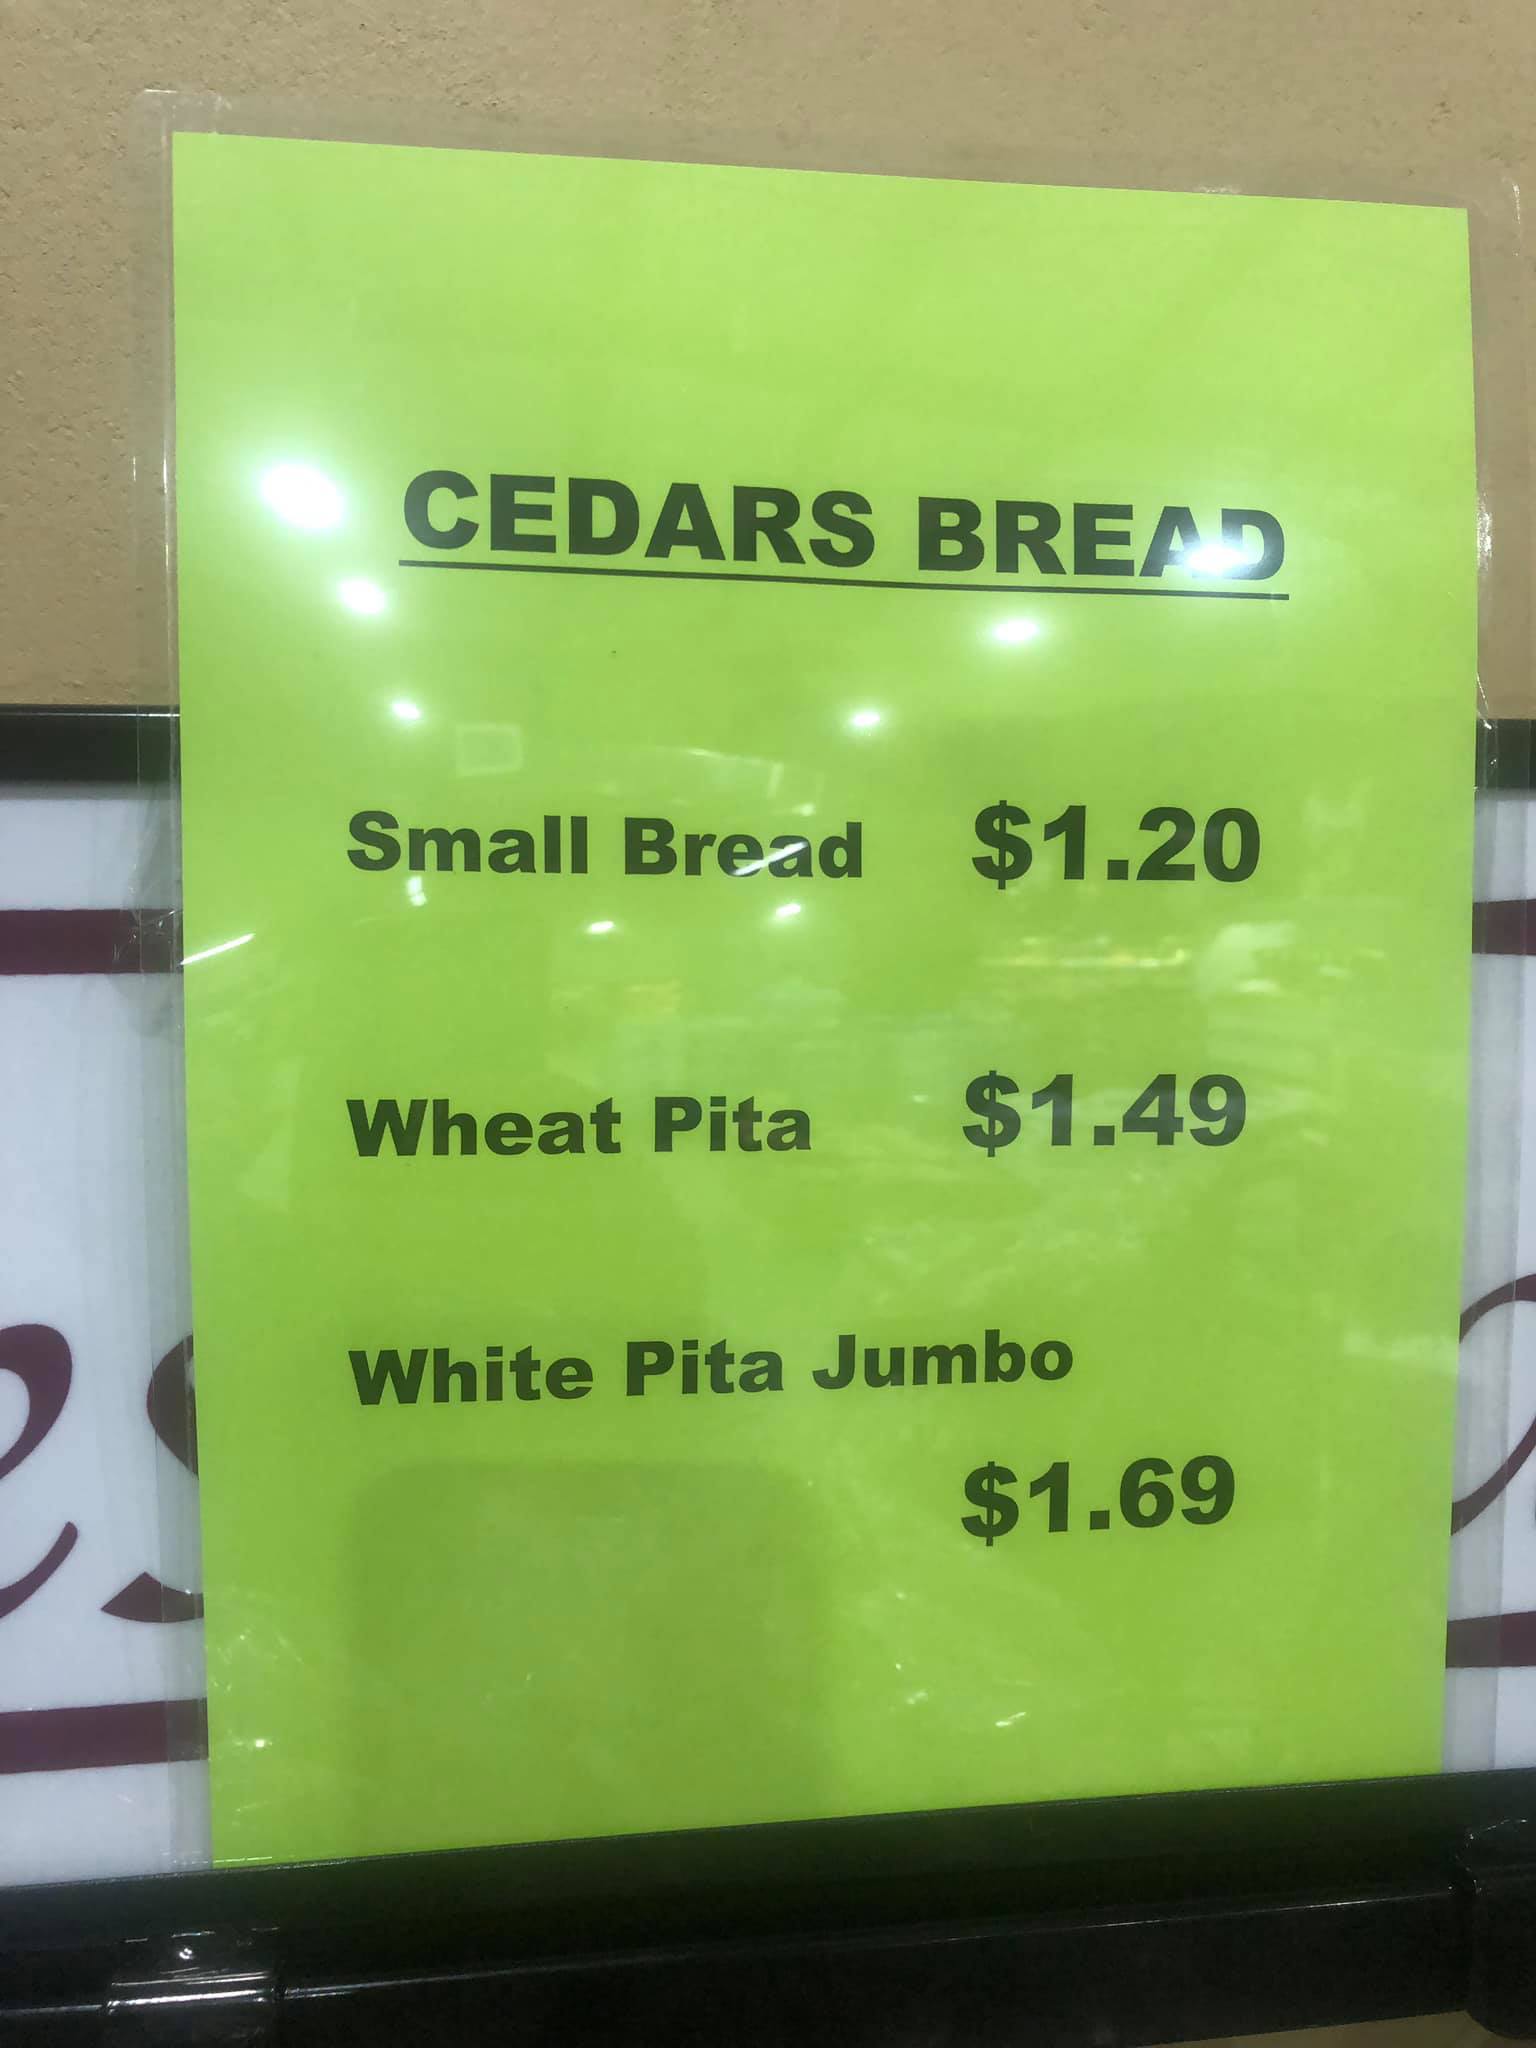 CEDARS BREAD
Small Bread $1.20
Wheat Pita $1.49
White Pita Jumbo
$1.69